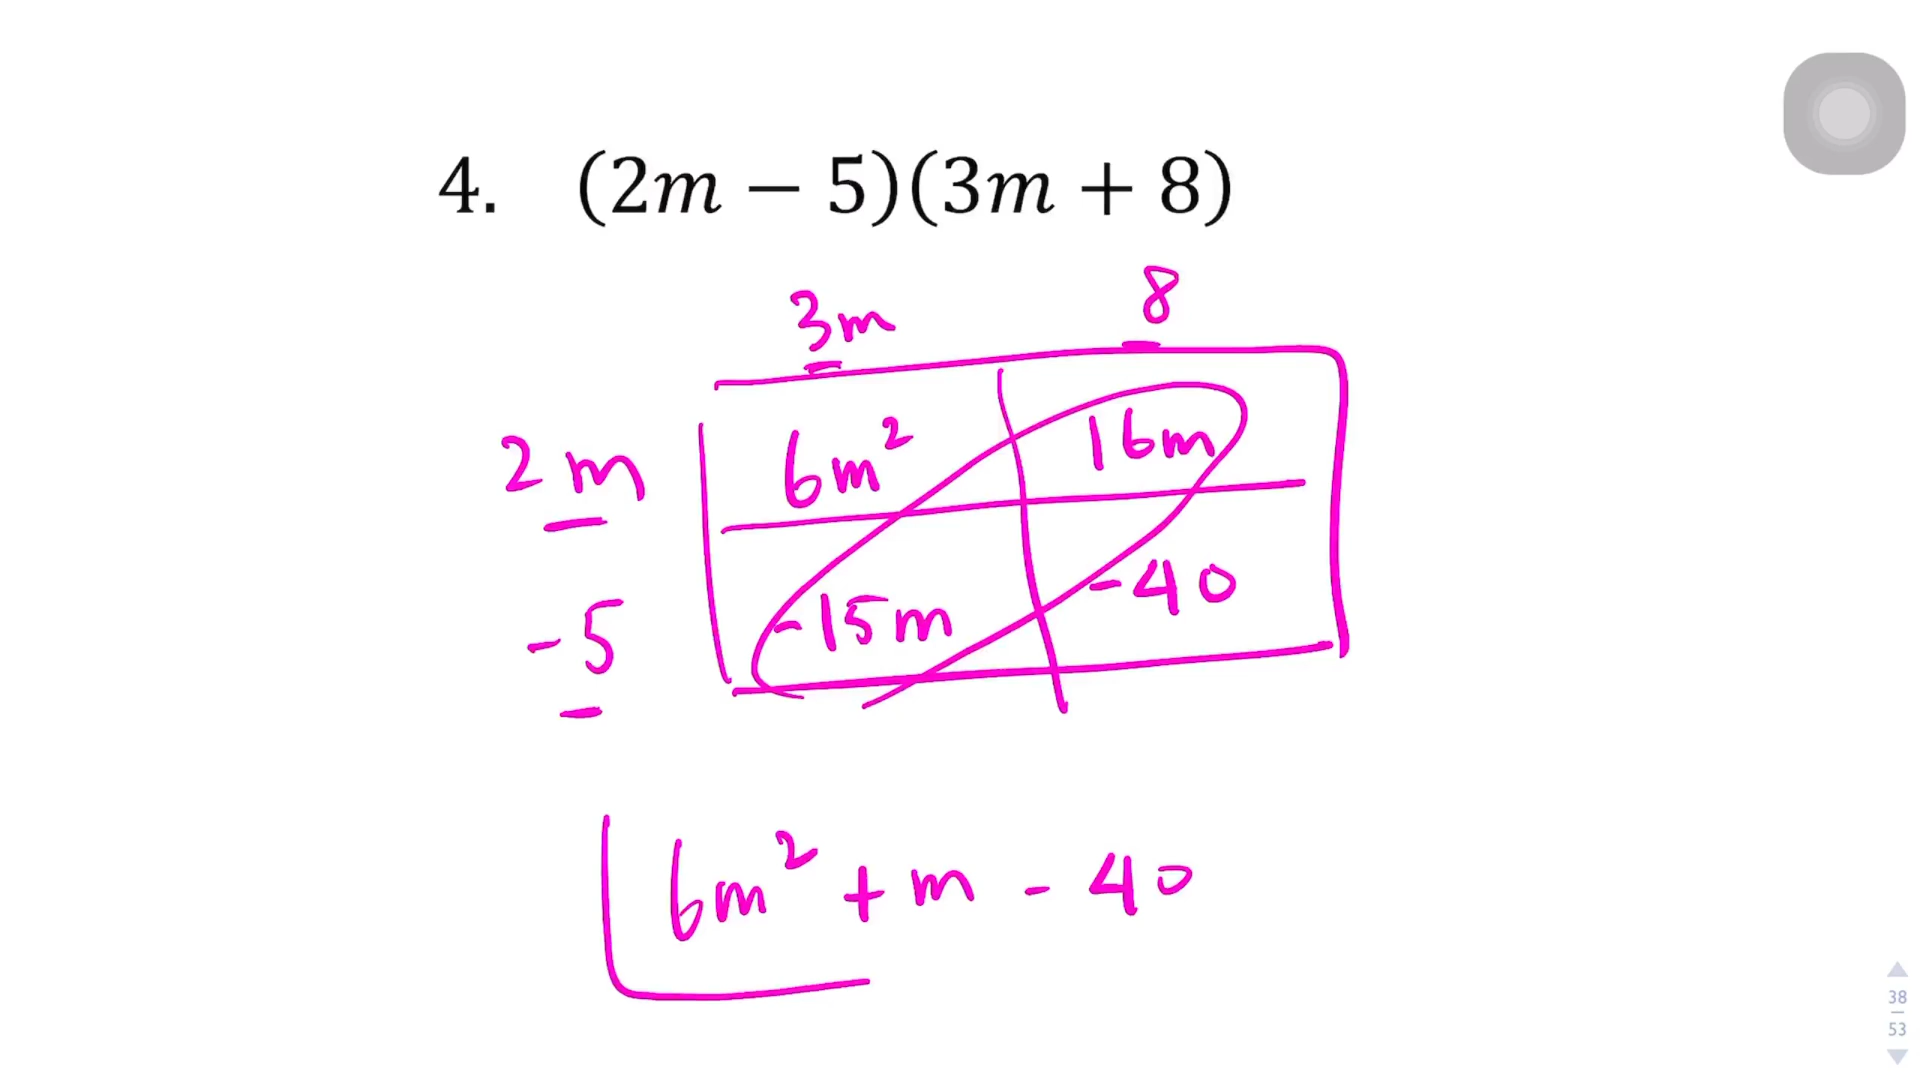 4. (2m − 5)(3m + 8)
3m 8
2m 6m² 16m
-5 -15m -40
6m² + m - 40
38
53